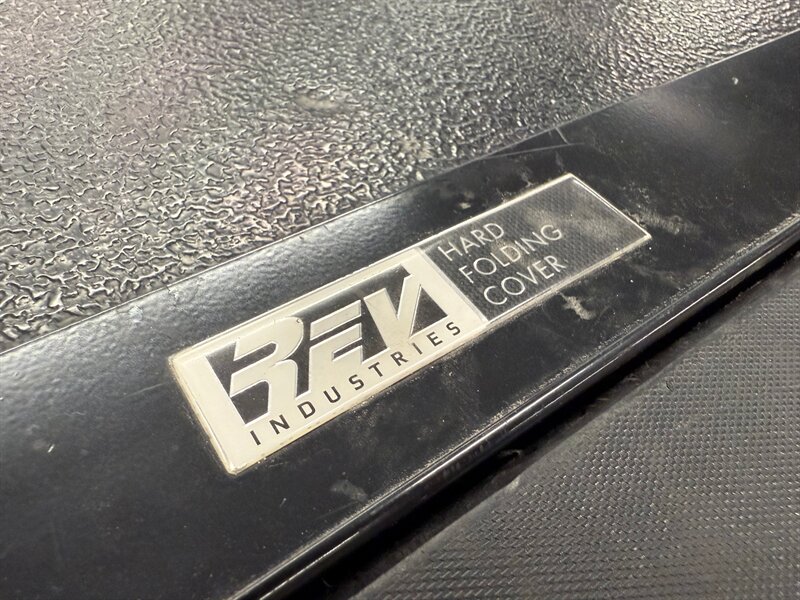 REV
INDUSTRIES
HARD
FOLDING
COVER